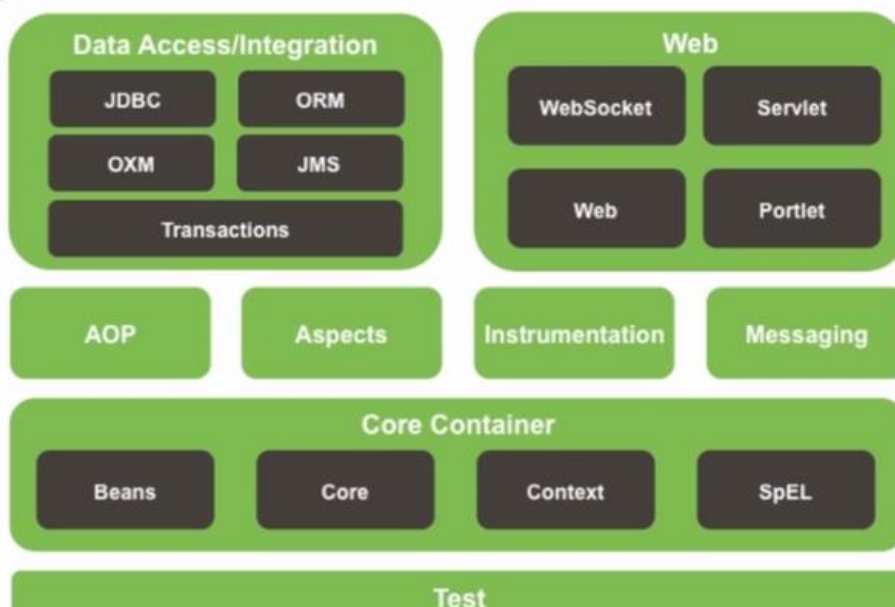 Data Access/Integration
JDBC
ORM
OXM
JMS
Transactions
Web
WebSocket
Servlet
Web
Portlet
AOP
Aspects
Instrumentation
Messaging
Core Container
Beans
Core
Context
SpEL
Test